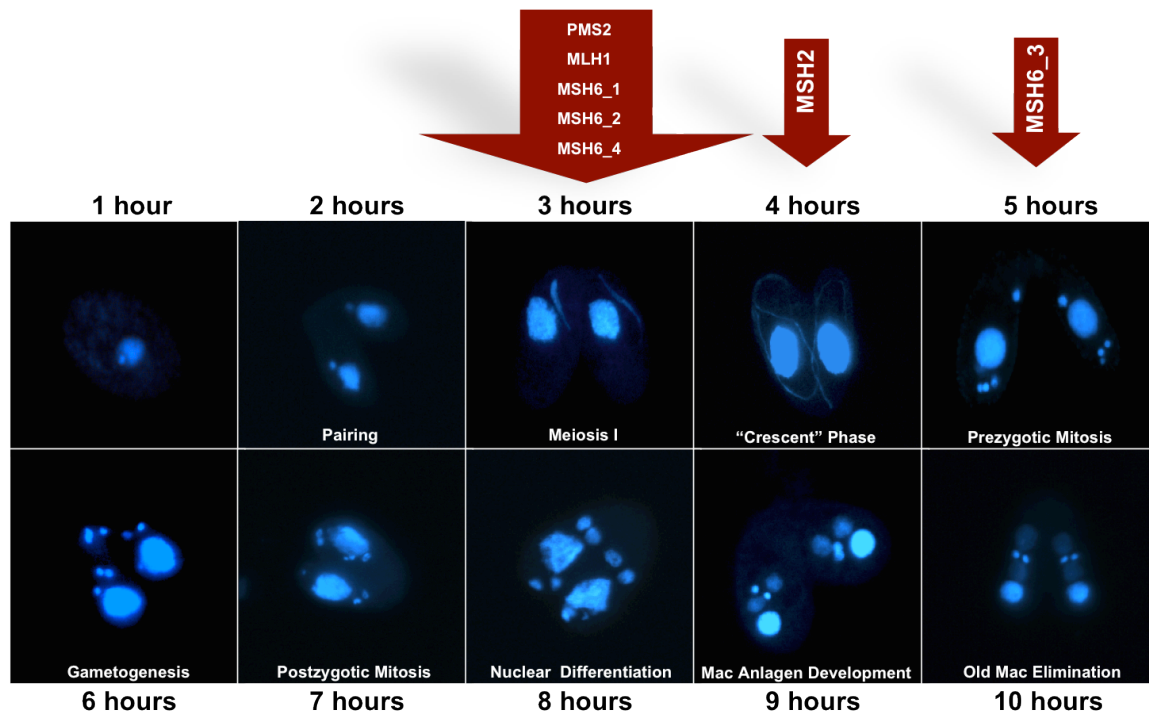 PMS2
MLH1
MSH6_1
MSH6_2
MSH6_4
MSH2
MSH6_3
1 hour
2 hours
3 hours
4 hours
5 hours
Pairing
Meiosis I
“Crescent” Phase
Prezygotic Mitosis
Gametogenesis
Postzygotic Mitosis
Nuclear Differentiation
Mac Anlagen Development
Old Mac Elimination
6 hours
7 hours
8 hours
9 hours
10 hours